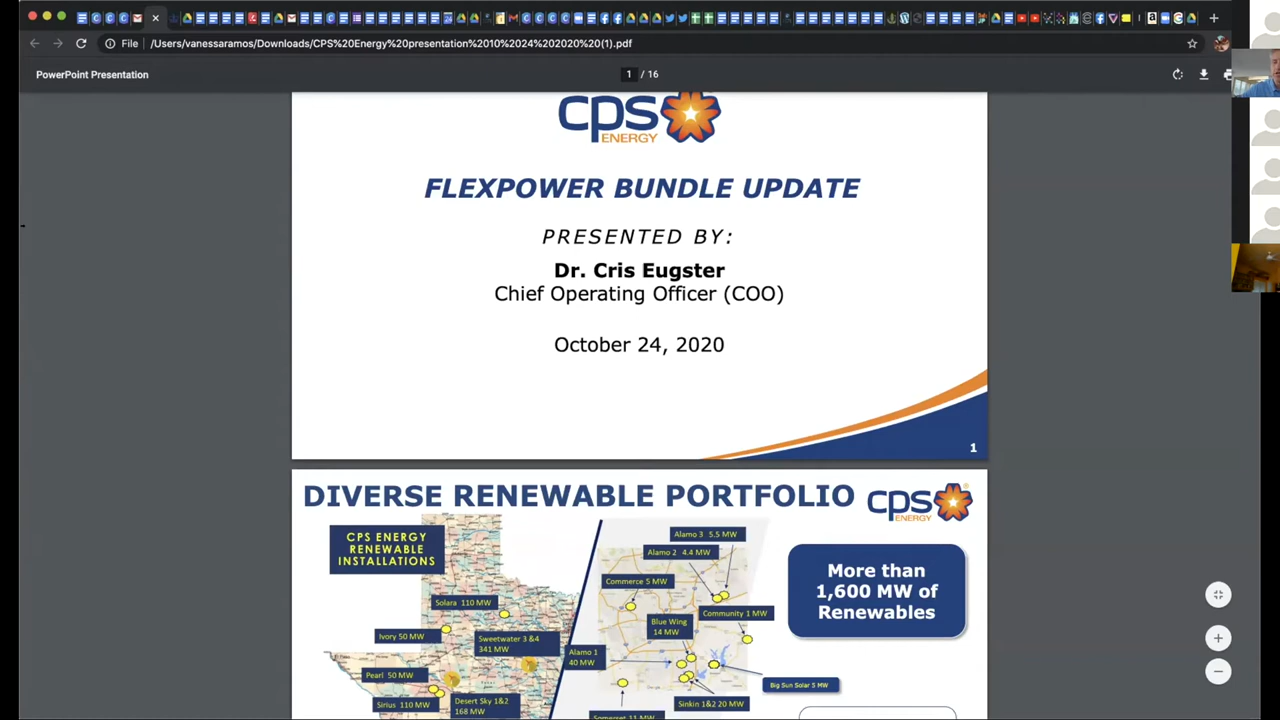 File
/Users/vanessaramos/Downloads/CPS%20Energy%20presentation%2010%2024%202020%20(1).pdf
PowerPoint Presentation
1 / 16
cps
ENERGY
FLEXPOWER BUNDLE UPDATE
PRESENTED BY:
Dr. Cris Eugster
Chief Operating Officer (COO)
October 24, 2020
1
DIVERSE RENEWABLE PORTFOLIO
cps
ENERGY
CPS ENERGY
RENEWABLE
INSTALLATIONS
Solara 110 MW
Ivory 50 MW
Sweetwater 3 &4
341 MW
Pearl 50 MW
Sirius 110 MW
Desert Sky 1&2
168 MW
Alamo 3 5.5 MW
Alamo 2 4.4 MW
Commerce 5 MW
Community 1 MW
Blue Wing
14 MW
Alamo 1
40 MW
Big Sun Solar 5 MW
Sinkin 1&2 20 MW
Somerset 11 MW
More than
1,600 MW of
Renewables